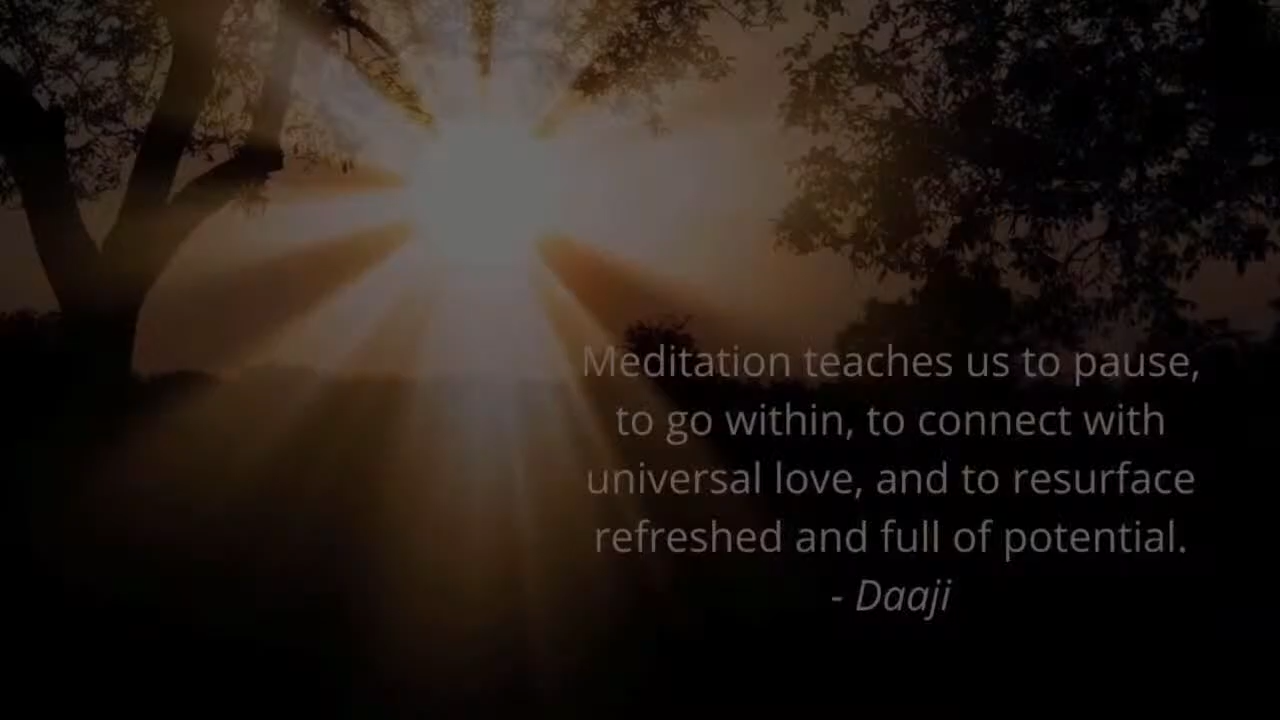 Meditation teaches us to pause,
to go within, to connect with
universal love, and to resurface
refreshed and full of potential.
- Daaji